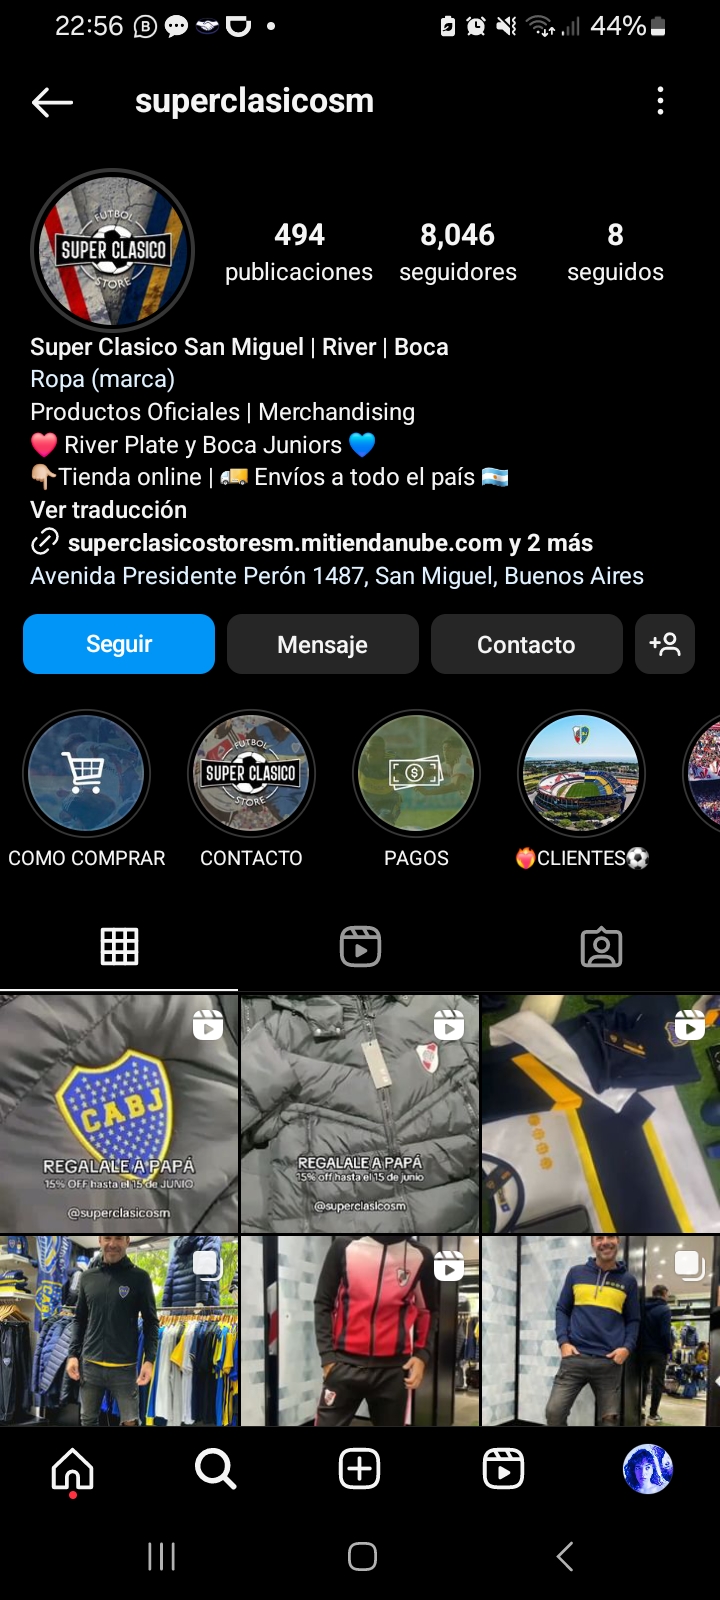 22:56
44%
superclasicosm
FUTBOL
SUPER CLASICO
STORE
494
8,046
8
publicaciones
seguidores
seguidos
Super Clasico San Miguel | River | Boca
Ropa (marca)
Productos Oficiales | Merchandising
❤️ River Plate y Boca Juniors 💙
👇🏼Tienda online | 🚚 Envíos a todo el país 🇦🇷
Ver traducción
superclasicostoresm.mitiendanube.com y 2 más
Avenida Presidente Perón 1487, San Miguel, Buenos Aires
Seguir
Mensaje
Contacto
FUTBOL
SUPER CLASICO
STORE
COMO COMPRAR
CONTACTO
PAGOS
❤️‍🔥CLIENTES⚽
CABJ
REGALALE A PAPÁ
15% OFF hasta el 15 de JUNIO
@superclasicosm
REGALALE A PAPÁ
15% off hasta el 15 de junio
@superclasicosm